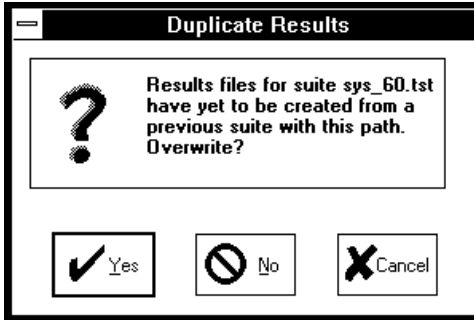 Duplicate Results
Results files for suite sys_60.tst
have yet to be created from a
previous suite with this path.
Overwrite?
Yes
No
Cancel